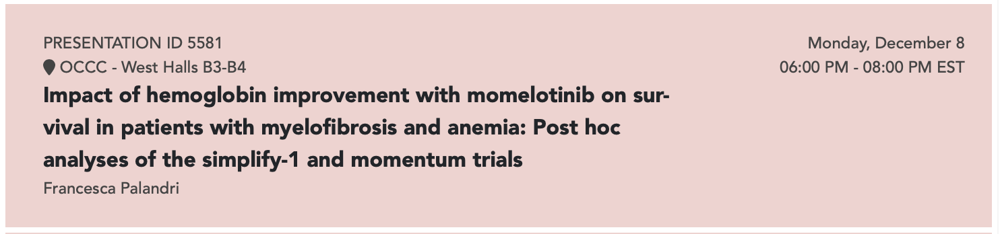 PRESENTATION ID 5581
Monday, December 8
OCCC - West Halls B3-B4
06:00 PM - 08:00 PM EST
Impact of hemoglobin improvement with momelotinib on sur-
vival in patients with myelofibrosis and anemia: Post hoc
analyses of the simplify-1 and momentum trials
Francesca Palandri